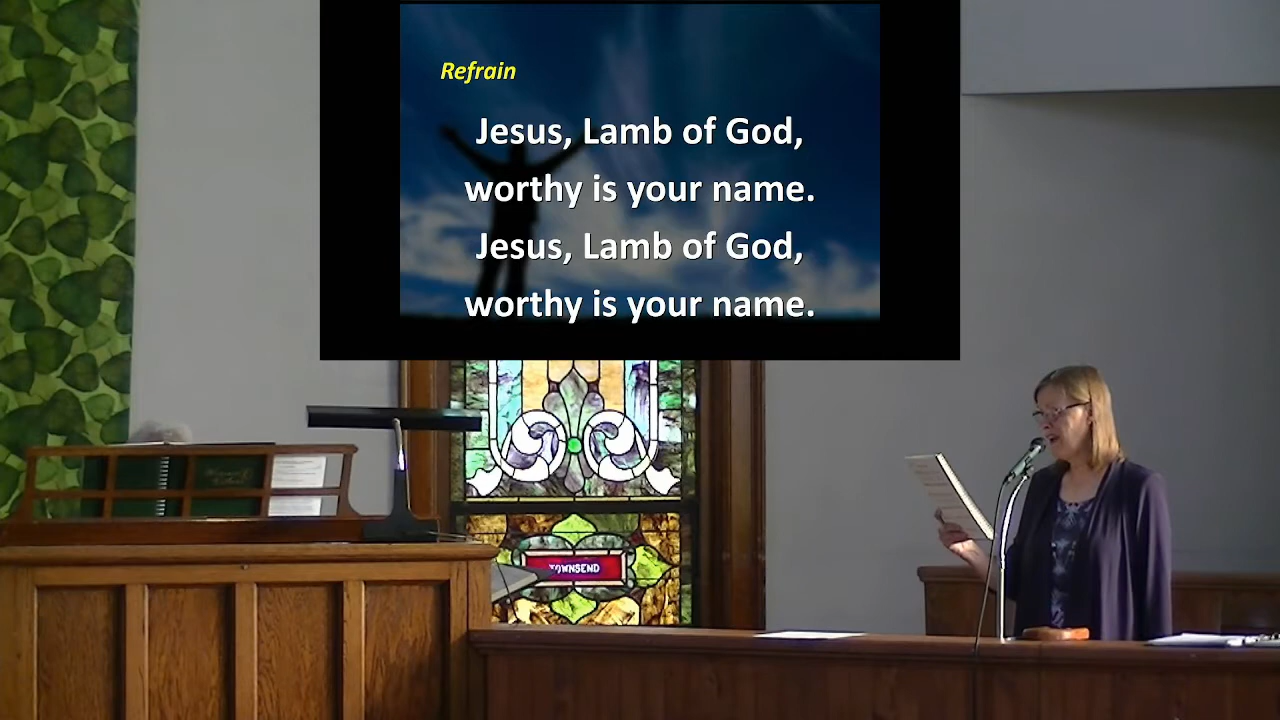 Refrain
Jesus, Lamb of God,
worthy is your name.
Jesus, Lamb of God,
worthy is your name.
TOWNSEND